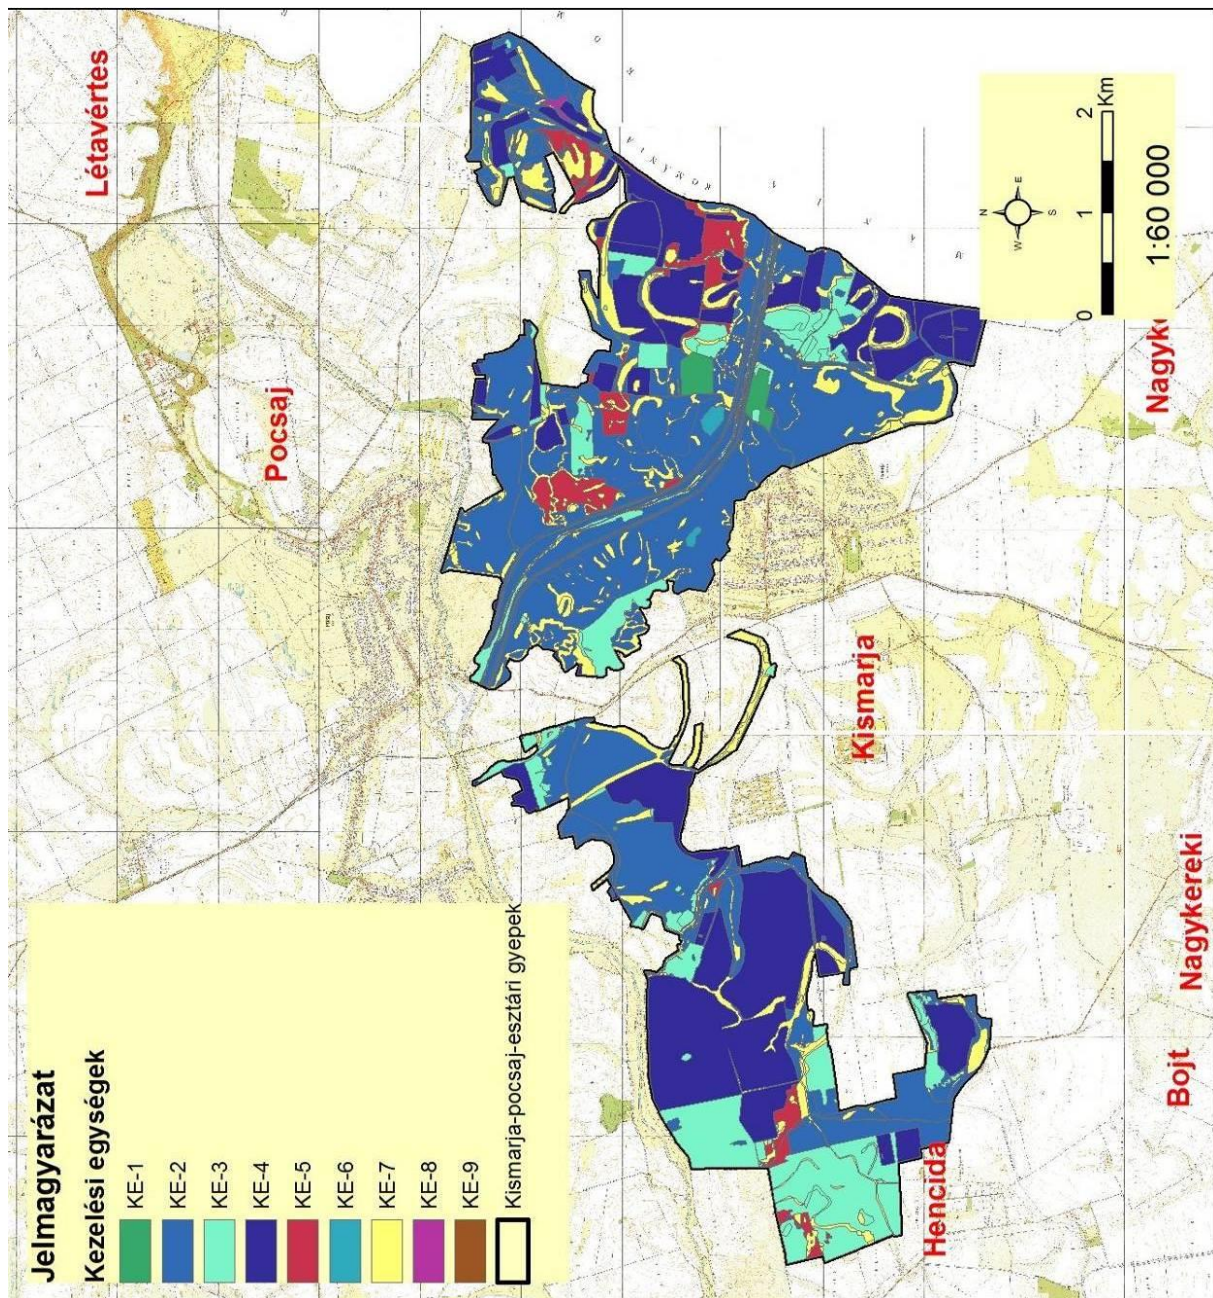 Létavértes
Pocsaj
Kismarja
Hencida
Nagykereki
Bojt
Nagyke
Jelmagyarázat
Kezelési egységek
KE-1
KE-2
KE-3
KE-4
KE-5
KE-6
KE-7
KE-8
KE-9
Kismarja-pocsaj-esztári gyepek
N
W E
S
0 1 2
Km
1:60 000
R O M Á N I A